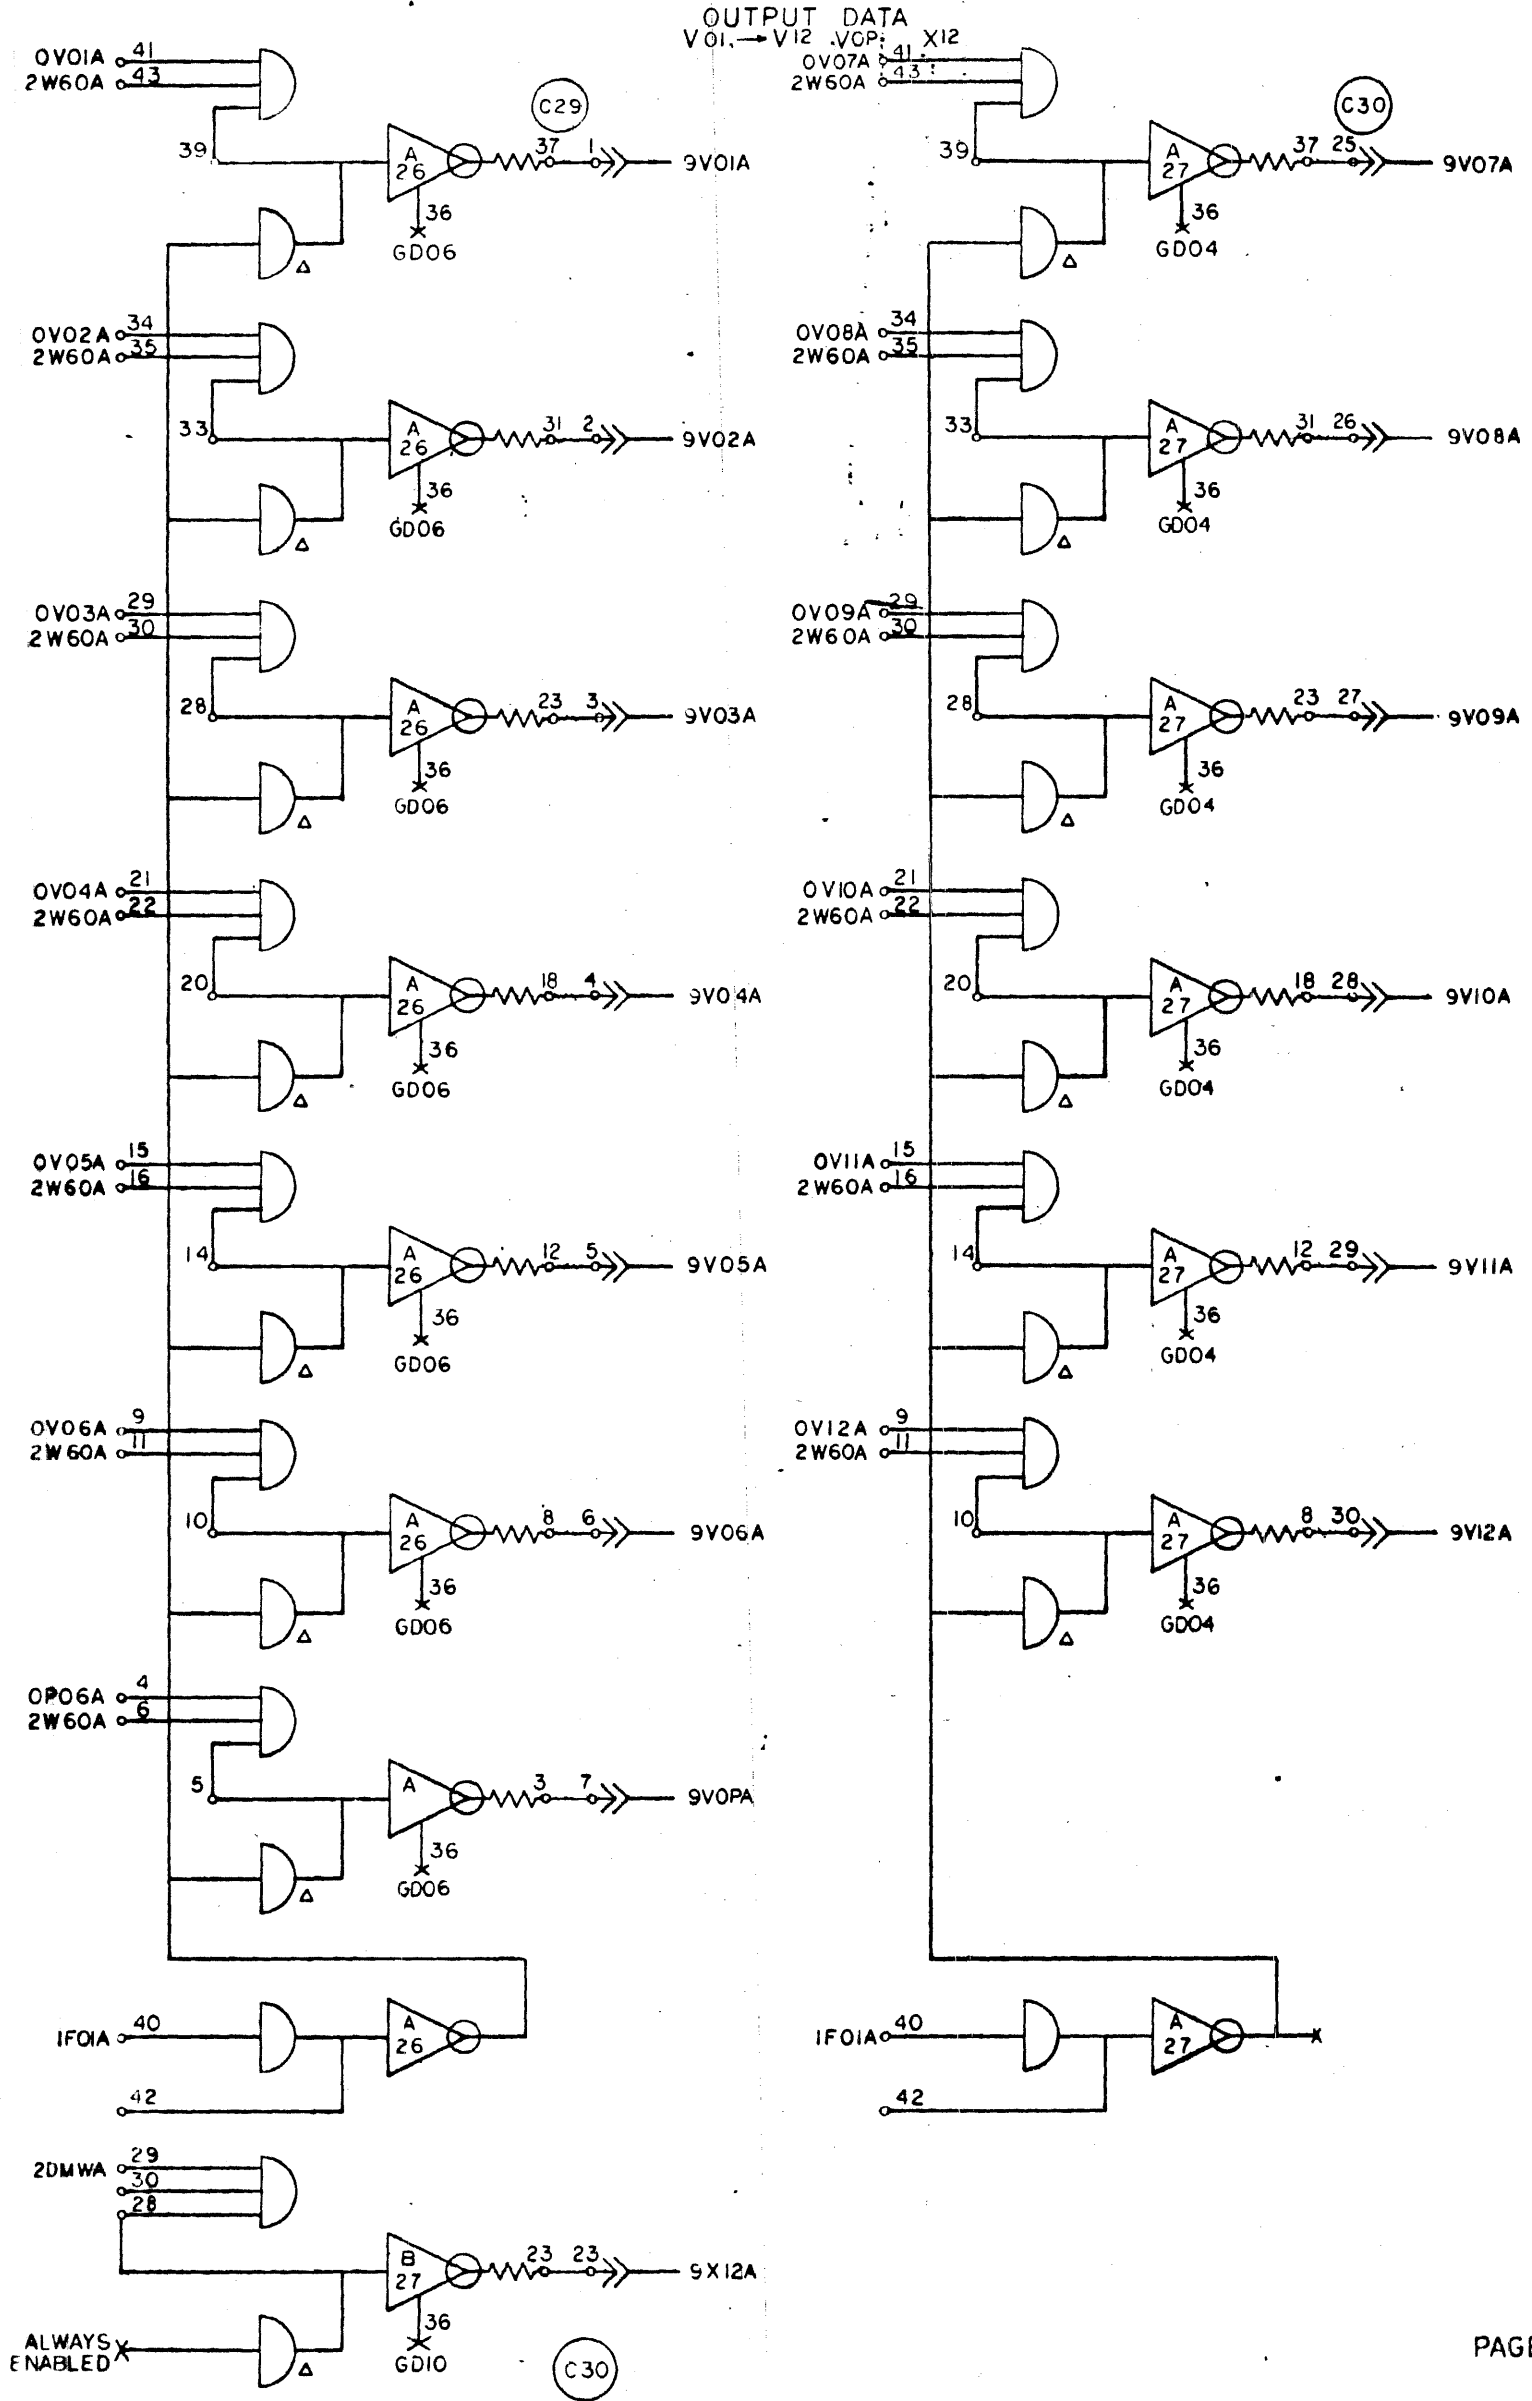 OUTPUT DATA
V01, → V12 .VOP. X12
0V01A 41
2W60A 43
C29
39
A
26
37 1
9V01A
36
GD06
Δ
0V02A 34
2W60A 35
33
A
26
31 2
9V02A
36
GD06
Δ
0V03A 29
2W60A 30
28
A
26
23 3
9V03A
36
GD06
Δ
0V04A 21
2W60A 22
20
A
26
18 4
9V04A
36
GD06
Δ
0V05A 15
2W60A 16
14
A
26
12 5
9V05A
36
GD06
Δ
0V06A 9
2W60A 11
10
A
26
8 6
9V06A
36
GD06
Δ
0P06A 4
2W60A 6
5
A
3 7
9V0PA
36
GD06
Δ
1F01A 40
A
26
42
2DMWA 29
30
28
B
27
23 23
9X12A
36
GD10
ALWAYS
ENABLED
Δ
C30
0V07A 41
2W60A 43
C30
39
A
27
37 25
9V07A
36
GD04
Δ
0V08A 34
2W60A 35
33
A
27
31 26
9V08A
36
GD04
Δ
0V09A 29
2W60A 30
28
A
27
23 27
9V09A
36
GD04
Δ
0V10A 21
2W60A 22
20
A
27
18 28
9V10A
36
GD04
Δ
0V11A 15
2W60A 16
14
A
27
12 29
9V11A
36
GD04
Δ
0V12A 9
2W60A 11
10
A
27
8 30
9V12A
36
GD04
Δ
1F01A 40
A
27
42
PAGE